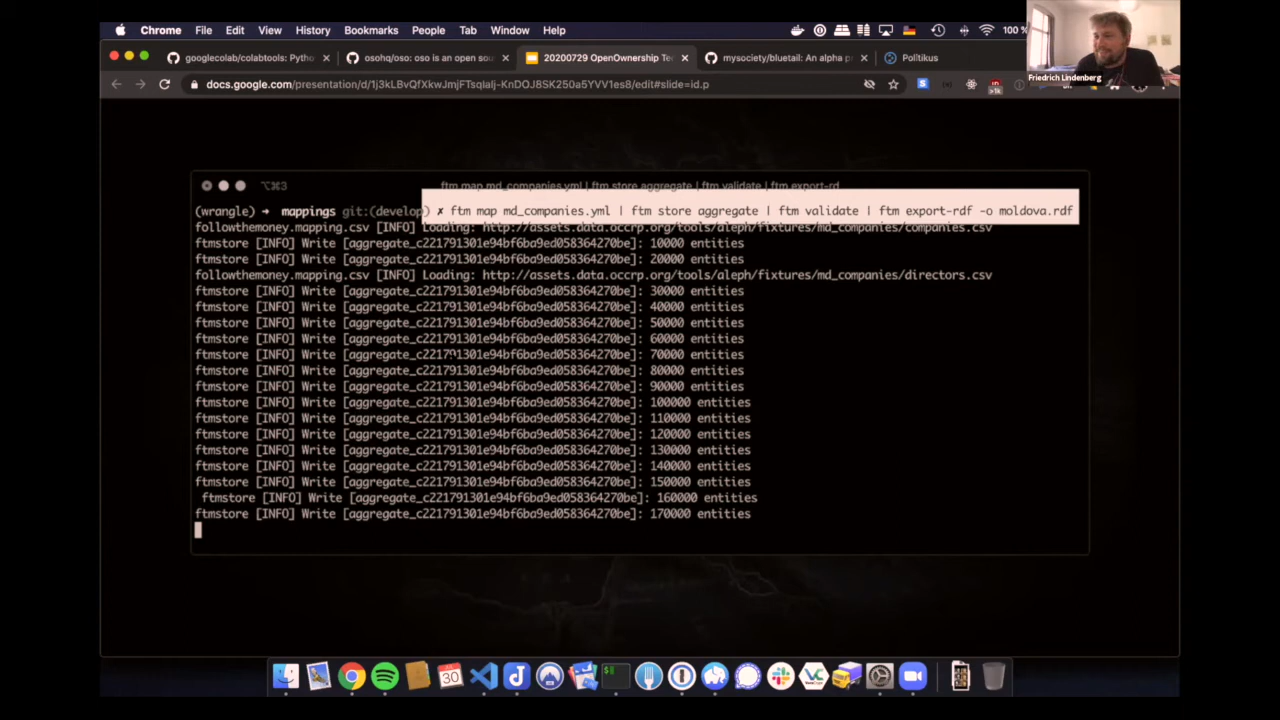 Chrome File Edit View History Bookmarks People Tab Window Help 100 %
googlecolab/colabtools: Pytho
osohq/oso: oso is an open sou
20200729 OpenOwnership Te
mysociety/bluetail: An alpha p
Politikus
docs.google.com/presentation/d/1j3kLBvQfXkwJmjFTsqIaIj-KnDOJ8SK250a5YVV1es8/edit#slide=id.p
Friedrich Lindenberg
⌥⌘3 ftm map md_companies.yml | ftm store aggregate | ftm validate | ftm export-rd
(wrangle) ➜ mappings git:(develop) ✗ ftm map md_companies.yml | ftm store aggregate | ftm validate | ftm export-rdf -o moldova.rdf
followthemoney.mapping.csv [INFO] Loading: http://assets.data.occrp.org/tools/aleph/fixtures/md_companies/companies.csv
ftmstore [INFO] Write [aggregate_c221791301e94bf6ba9ed058364270be]: 10000 entities
ftmstore [INFO] Write [aggregate_c221791301e94bf6ba9ed058364270be]: 20000 entities
followthemoney.mapping.csv [INFO] Loading: http://assets.data.occrp.org/tools/aleph/fixtures/md_companies/directors.csv
ftmstore [INFO] Write [aggregate_c221791301e94bf6ba9ed058364270be]: 30000 entities
ftmstore [INFO] Write [aggregate_c221791301e94bf6ba9ed058364270be]: 40000 entities
ftmstore [INFO] Write [aggregate_c221791301e94bf6ba9ed058364270be]: 50000 entities
ftmstore [INFO] Write [aggregate_c221791301e94bf6ba9ed058364270be]: 60000 entities
ftmstore [INFO] Write [aggregate_c221791301e94bf6ba9ed058364270be]: 70000 entities
ftmstore [INFO] Write [aggregate_c221791301e94bf6ba9ed058364270be]: 80000 entities
ftmstore [INFO] Write [aggregate_c221791301e94bf6ba9ed058364270be]: 90000 entities
ftmstore [INFO] Write [aggregate_c221791301e94bf6ba9ed058364270be]: 100000 entities
ftmstore [INFO] Write [aggregate_c221791301e94bf6ba9ed058364270be]: 110000 entities
ftmstore [INFO] Write [aggregate_c221791301e94bf6ba9ed058364270be]: 120000 entities
ftmstore [INFO] Write [aggregate_c221791301e94bf6ba9ed058364270be]: 130000 entities
ftmstore [INFO] Write [aggregate_c221791301e94bf6ba9ed058364270be]: 140000 entities
ftmstore [INFO] Write [aggregate_c221791301e94bf6ba9ed058364270be]: 150000 entities
ftmstore [INFO] Write [aggregate_c221791301e94bf6ba9ed058364270be]: 160000 entities
ftmstore [INFO] Write [aggregate_c221791301e94bf6ba9ed058364270be]: 170000 entities
30